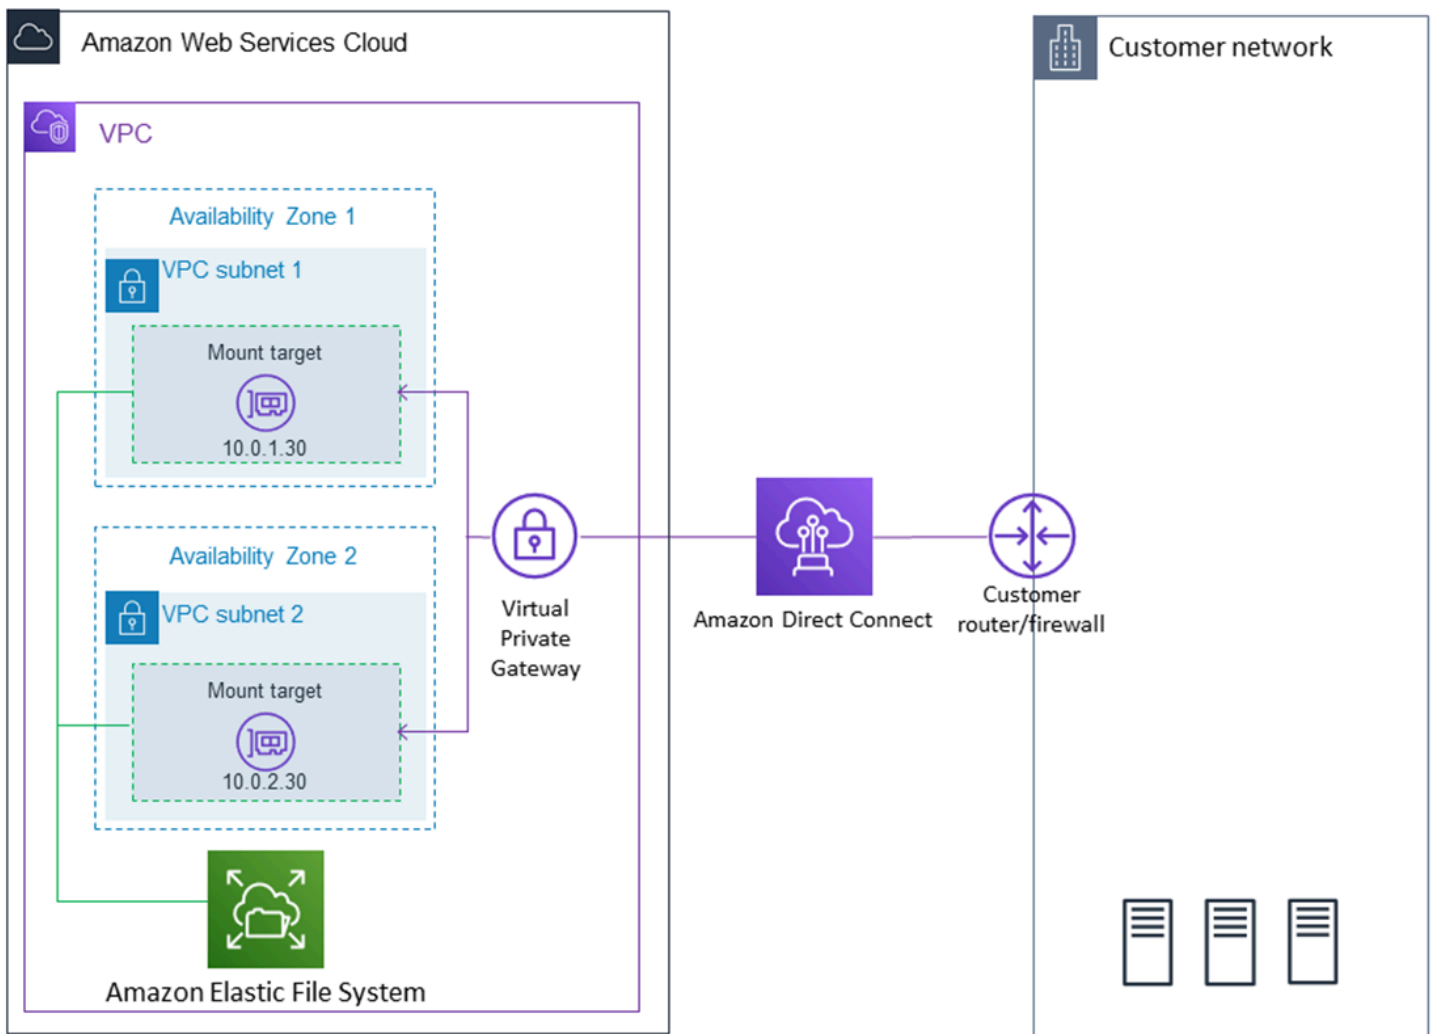 Amazon Web Services Cloud
Customer network
VPC
Availability Zone 1
VPC subnet 1
Mount target
10.0.1.30
Availability Zone 2
VPC subnet 2
Mount target
10.0.2.30
Virtual
Private
Gateway
Amazon Direct Connect
Customer
router/firewall
Amazon Elastic File System